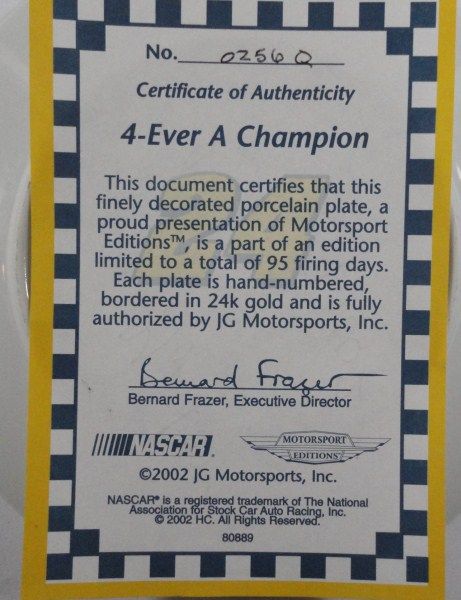 No. 0256 Q
Certificate of Authenticity
4-Ever A Champion
This document certifies that this
finely decorated porcelain plate, a
proud presentation of Motorsport
Editions™, is a part of an edition
limited to a total of 95 firing days.
Each plate is hand-numbered,
bordered in 24k gold and is fully
authorized by JG Motorsports, Inc.
Bernard Frazer
Bernard Frazer, Executive Director
NASCAR
MOTORSPORT
EDITIONS™
©2002 JG Motorsports, Inc.
NASCAR® is a registered trademark of The National
Association for Stock Car Auto Racing, Inc.
© 2002 HC. All Rights Reserved.
80889
24